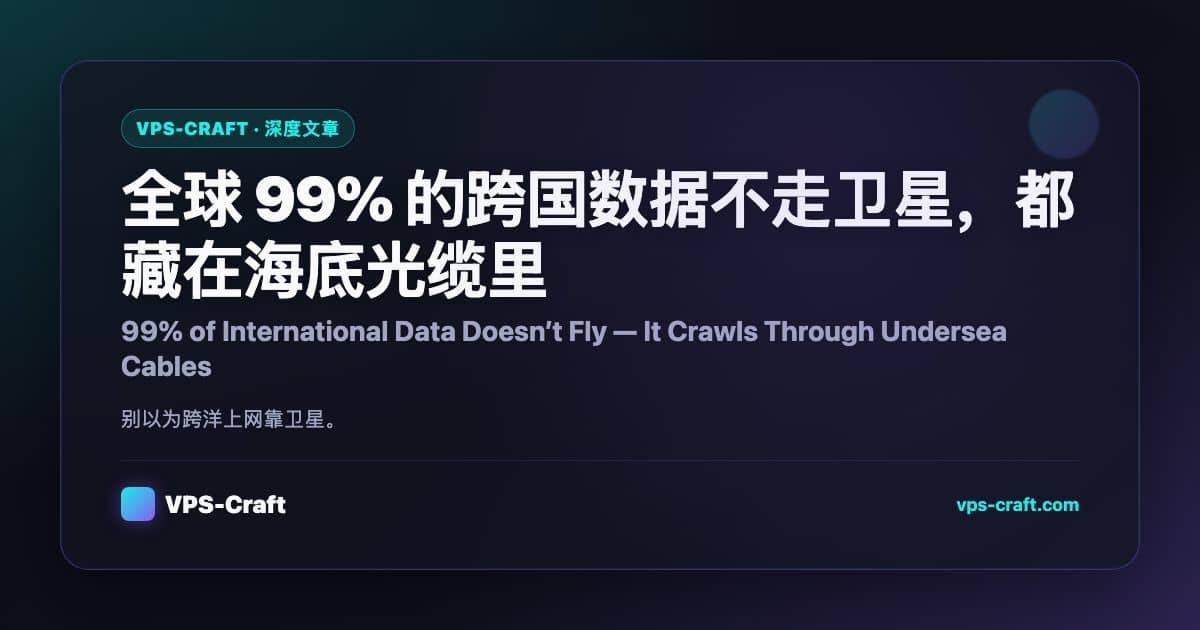 VPS-CRAFT · 深度文章
全球 99% 的跨国数据不走卫星，都
藏在海底光缆里
99% of International Data Doesn’t Fly — It Crawls Through Undersea
Cables
别以为跨洋上网靠卫星。
VPS-Craft
vps-craft.com